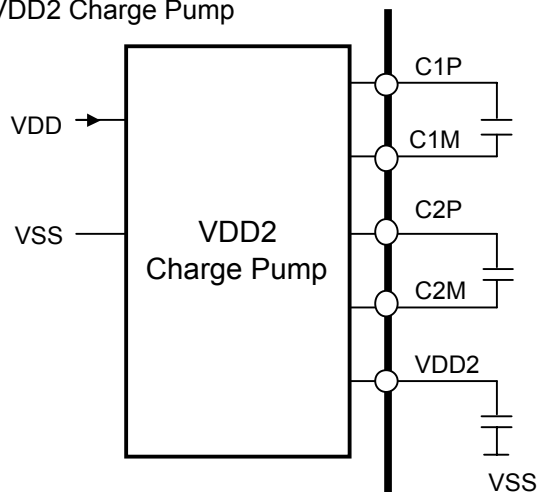 VDD2 Charge Pump
VDD
VSS
VDD2
Charge Pump
C1P
C1M
C2P
C2M
VDD2
VSS